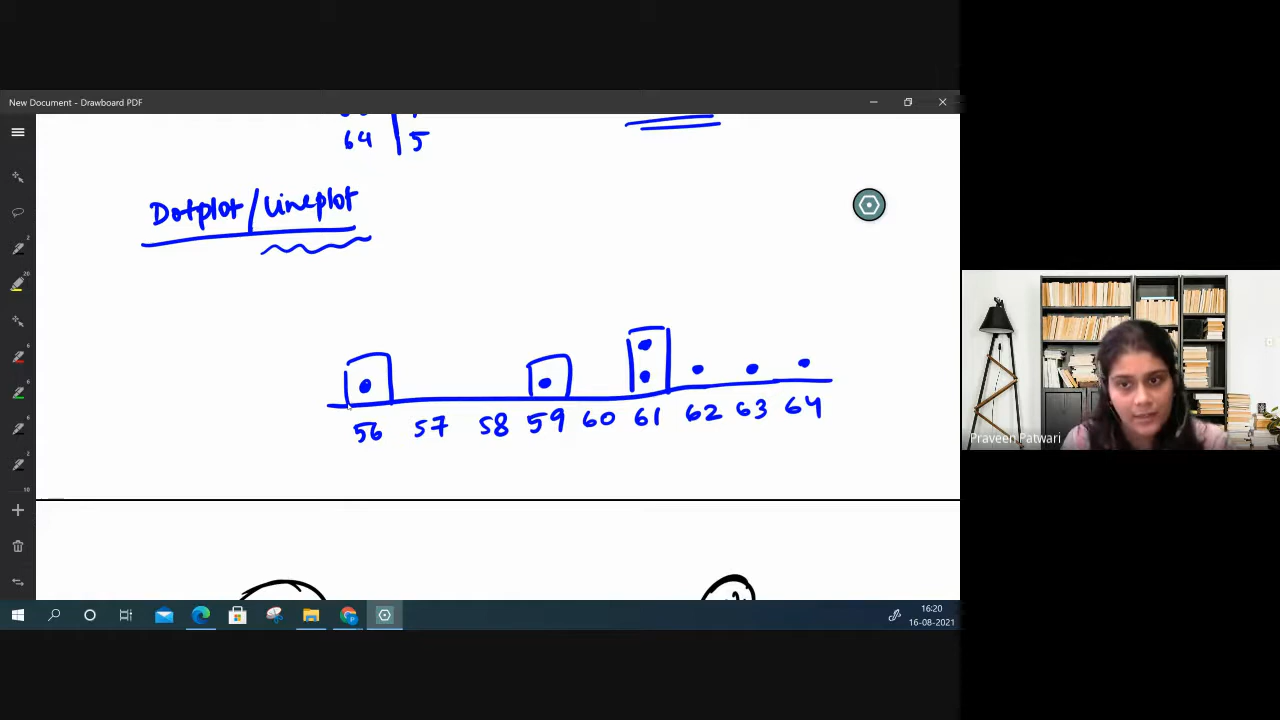 New Document - Drawboard PDF
64 | 5
Dotplot/Lineplot
56 57 58 59 60 61 62 63 64
Praveen Patwari
16:20
16-08-2021